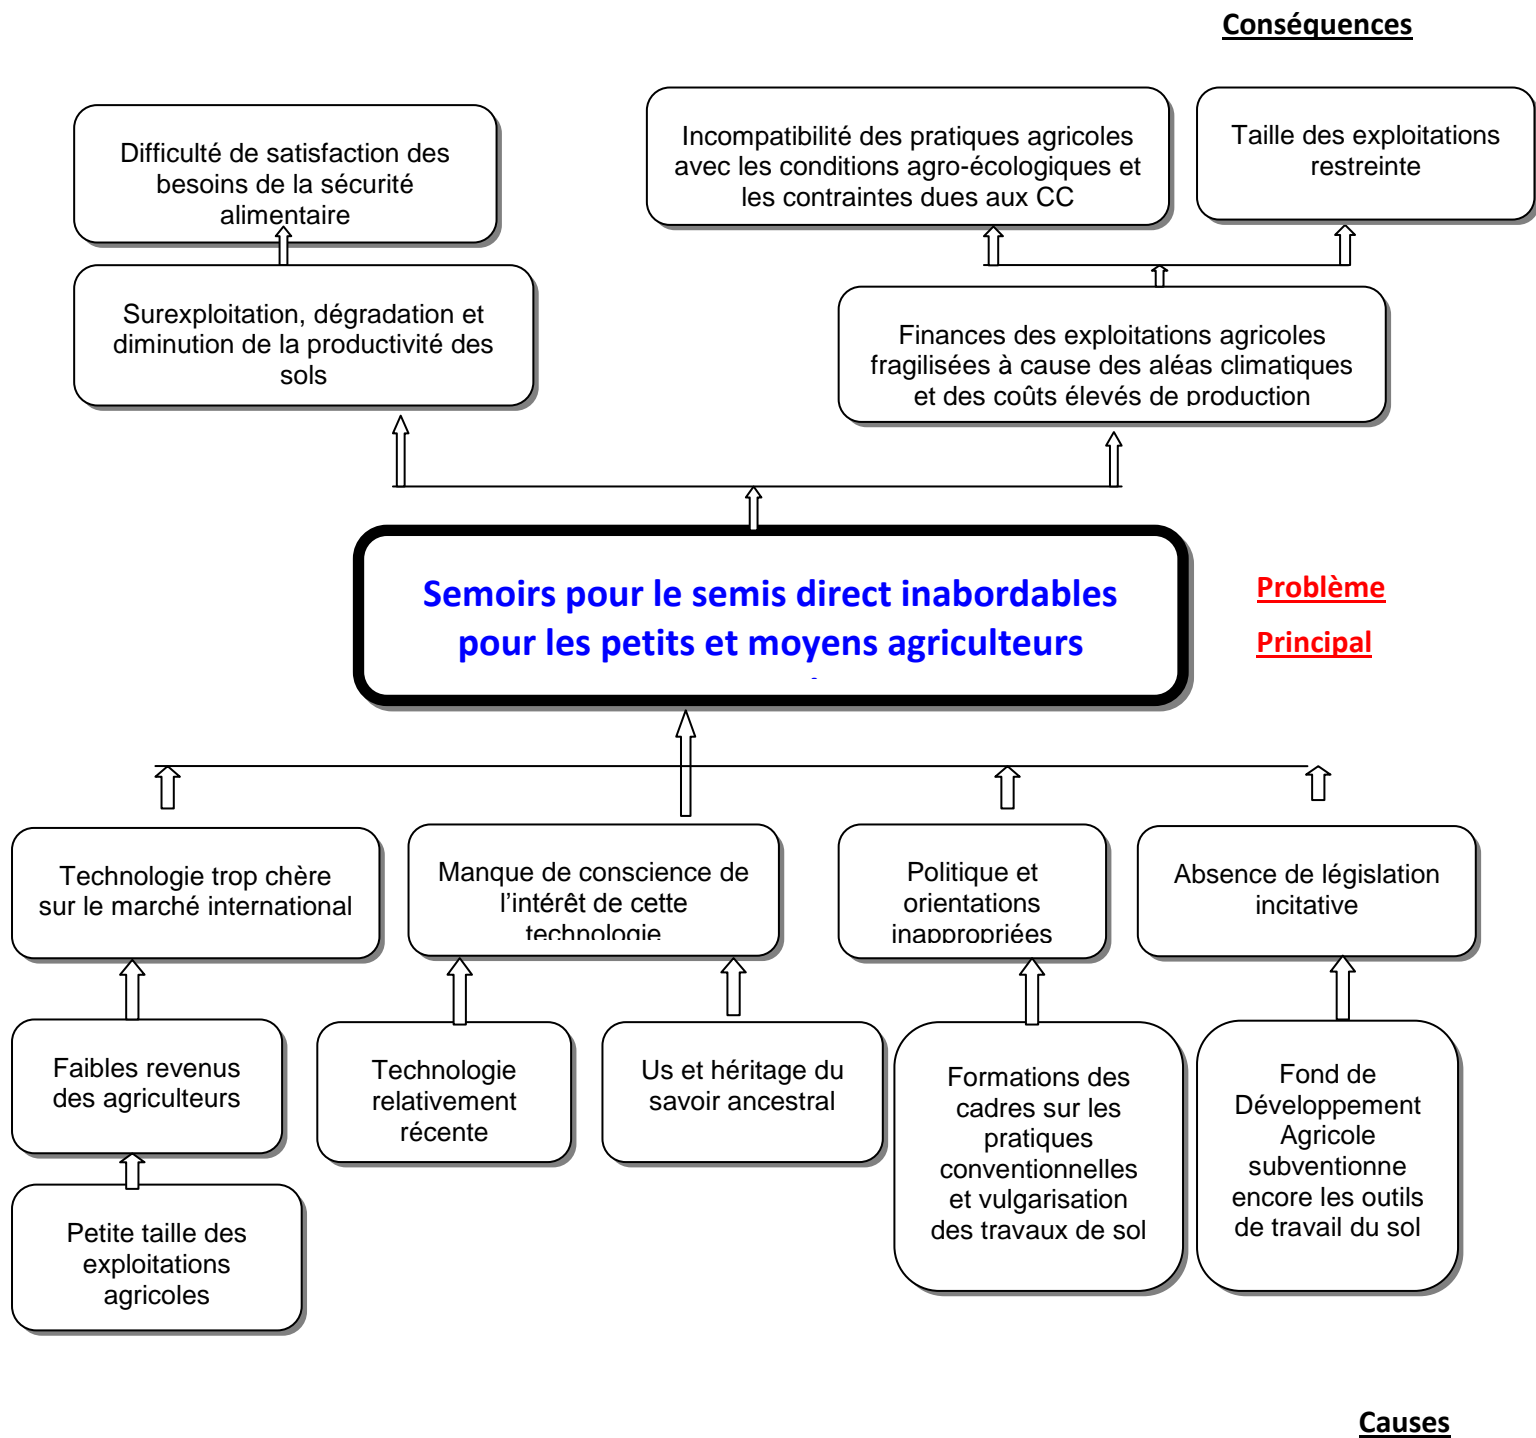 Conséquences
Difficulté de satisfaction des
besoins de la sécurité
alimentaire
Incompatibilité des pratiques agricoles
avec les conditions agro-écologiques et
les contraintes dues aux CC
Taille des exploitations
restreinte
Surexploitation, dégradation et
diminution de la productivité des
sols
Finances des exploitations agricoles
fragilisées à cause des aléas climatiques
et des coûts élevés de production
Semoirs pour le semis direct inabordables
pour les petits et moyens agriculteurs
Problème
Principal
Technologie trop chère
sur le marché international
Manque de conscience de
l'intérêt de cette
technologie
Politique et
orientations
inappropriées
Absence de législation
incitative
Faibles revenus
des agriculteurs
Technologie
relativement
récente
Us et héritage du
savoir ancestral
Formations des
cadres sur les
pratiques
conventionnelles
et vulgarisation
des travaux de sol
Fond de
Développement
Agricole
subventionne
encore les outils
de travail du sol
Petite taille des
exploitations
agricoles
Causes